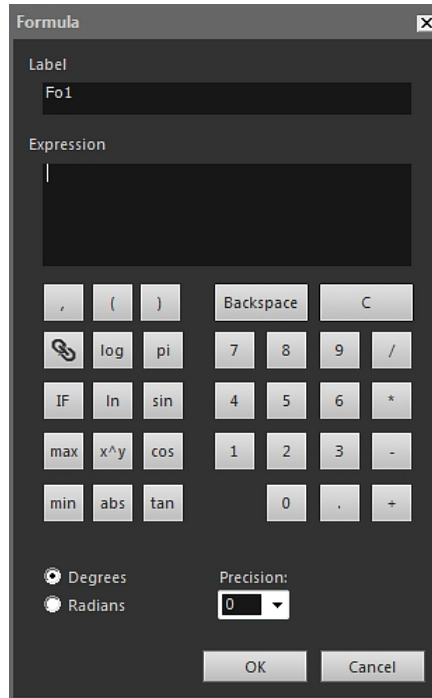 Formula
Label
Fo1
Expression
, ( ) Backspace C
log pi 7 8 9 /
IF ln sin 4 5 6 *
max x^y cos 1 2 3 -
min abs tan 0 . +
Degrees Precision:
Radians 0
OK Cancel